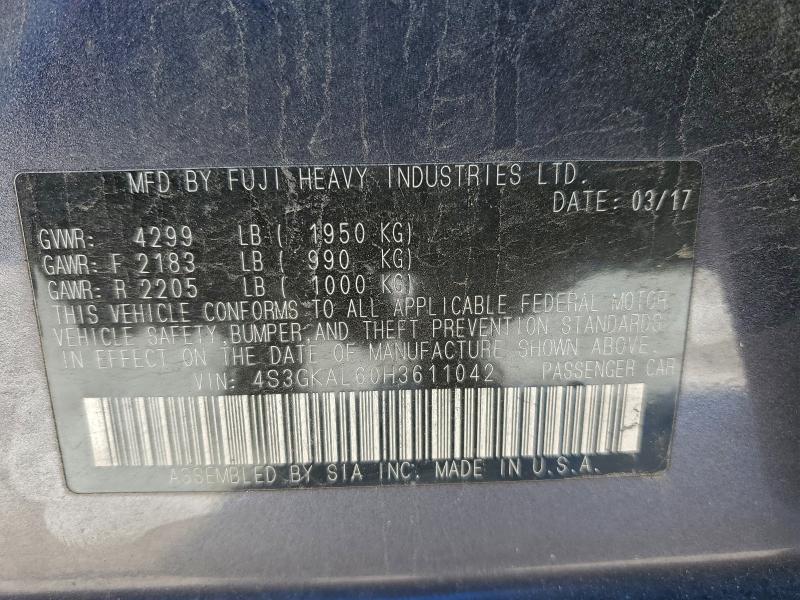 MFD BY FUJI HEAVY INDUSTRIES LTD.
DATE: 03/17
GVWR: 4299 LB ( 1950 KG)
GAWR: F 2183 LB ( 990 KG)
GAWR: R 2205 LB ( 1000 KG)
THIS VEHICLE CONFORMS TO ALL APPLICABLE FEDERAL MOTOR
VEHICLE SAFETY, BUMPER, AND THEFT PREVENTION STANDARDS
IN EFFECT ON THE DATE OF MANUFACTURE SHOWN ABOVE.
VIN: 4S3GKAL60H3611042 PASSENGER CAR
ASSEMBLED BY SIA INC. MADE IN U.S.A.